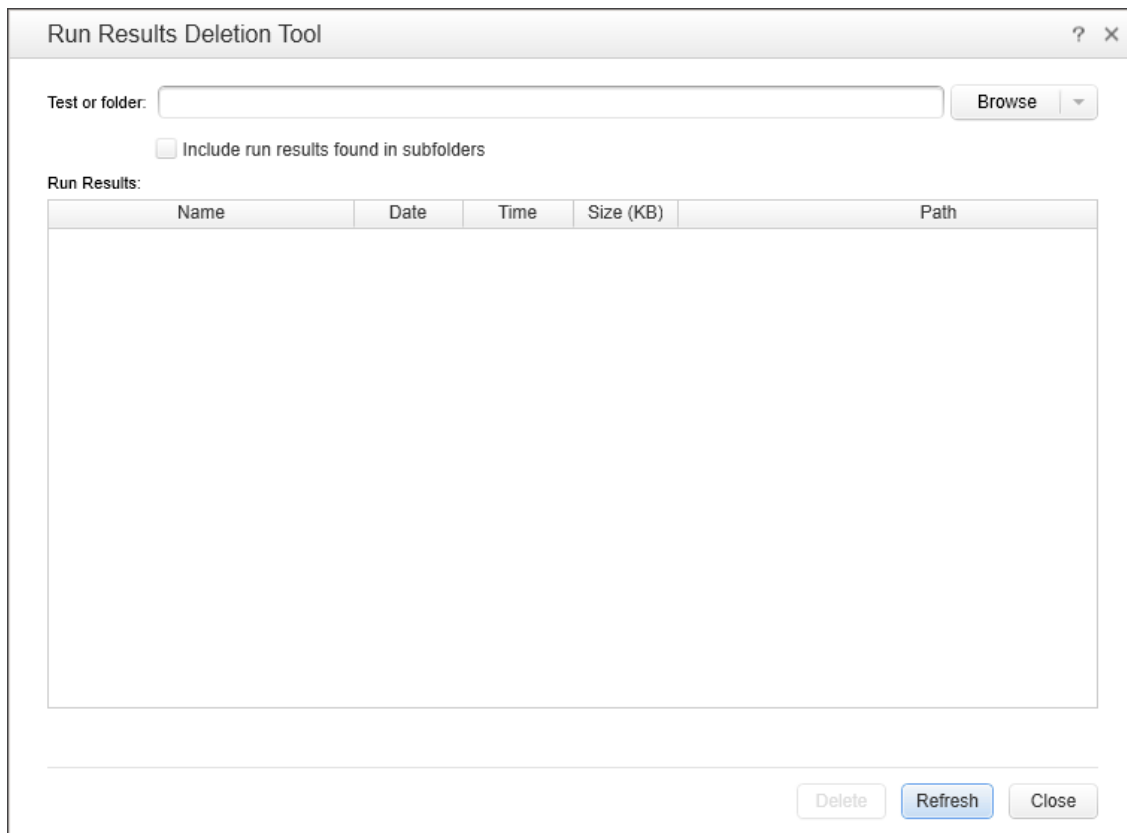 Run Results Deletion Tool ? ×
Test or folder: Browse
Include run results found in subfolders
Run Results:
Name Date Time Size (KB) Path
Delete Refresh Close